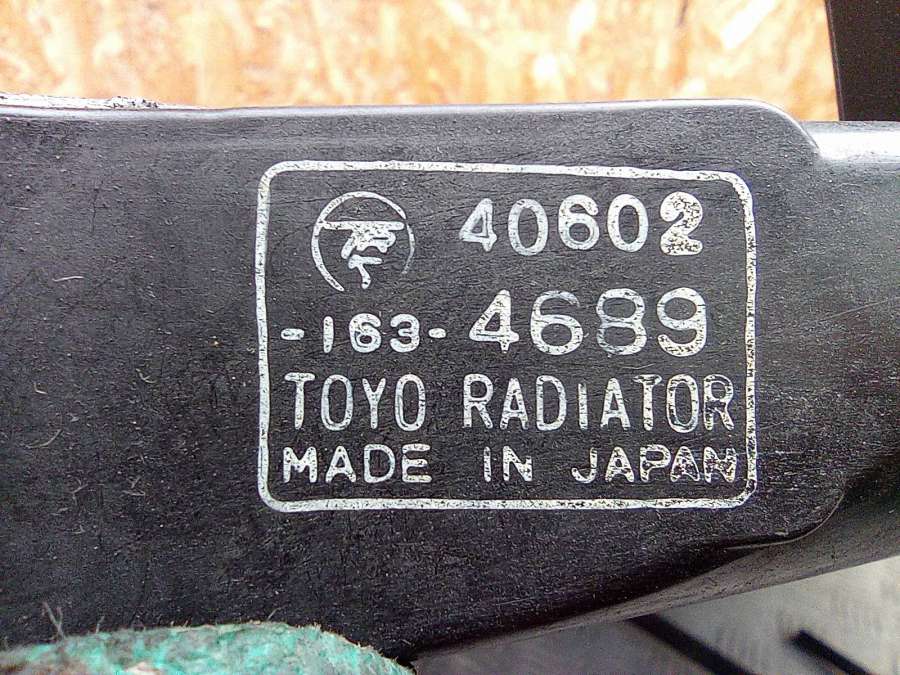 40602
-163-4689
TOYO RADIATOR
MADE IN JAPAN